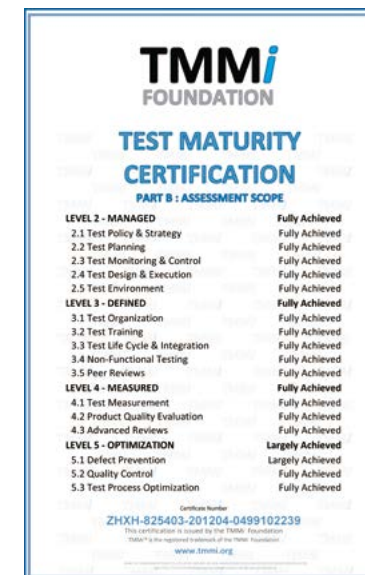 TMMi
FOUNDATION
TEST MATURITY
CERTIFICATION
PART B : ASSESSMENT SCOPE
LEVEL 2 - MANAGED Fully Achieved
2.1 Test Policy & Strategy Fully Achieved
2.2 Test Planning Fully Achieved
2.3 Test Monitoring & Control Fully Achieved
2.4 Test Design & Execution Fully Achieved
2.5 Test Environment Fully Achieved
LEVEL 3 - DEFINED Fully Achieved
3.1 Test Organization Fully Achieved
3.2 Test Training Fully Achieved
3.3 Test Life Cycle & Integration Fully Achieved
3.4 Non-Functional Testing Fully Achieved
3.5 Peer Reviews Fully Achieved
LEVEL 4 - MEASURED Fully Achieved
4.1 Test Measurement Fully Achieved
4.2 Product Quality Evaluation Fully Achieved
4.3 Advanced Reviews Fully Achieved
LEVEL 5 - OPTIMIZATION Largely Achieved
5.1 Defect Prevention Largely Achieved
5.2 Quality Control Fully Achieved
5.3 Test Process Optimization Fully Achieved
Certificate Number
ZHXH-825403-201204-0499102239
This certification is issued by the TMMi Foundation
TMMi™ is the registered trademark of the TMMi Foundation
www.tmmi.org